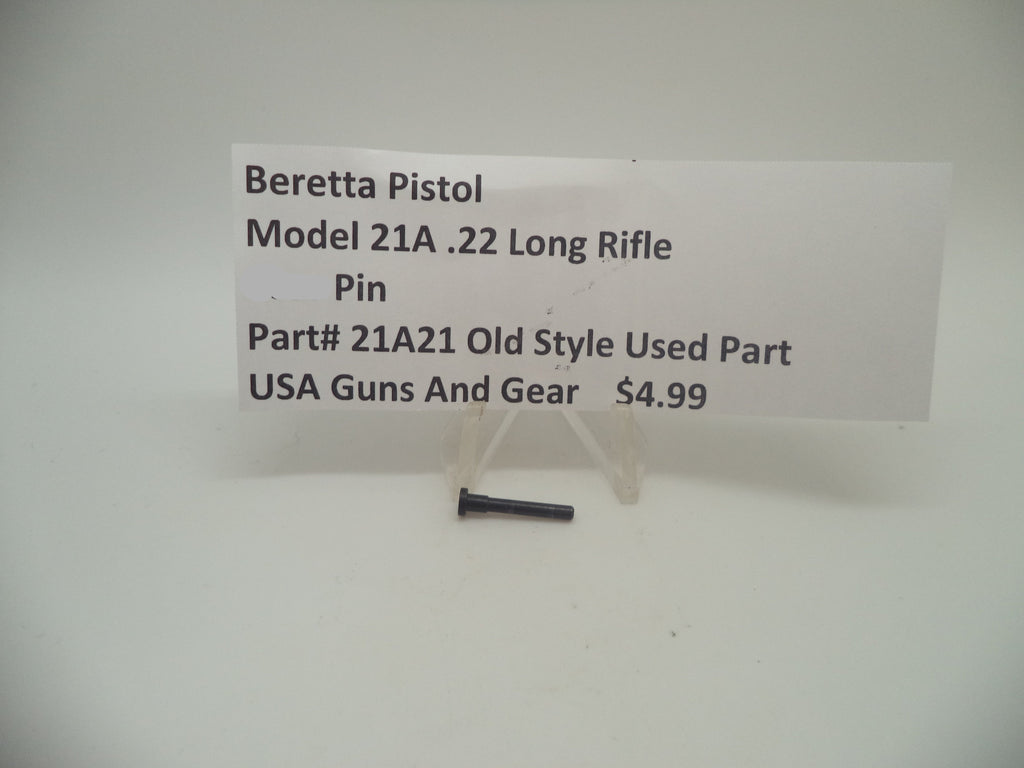 Beretta Pistol
Model 21A .22 Long Rifle
Pin
Part# 21A21 Old Style Used Part
USA Guns And Gear $4.99